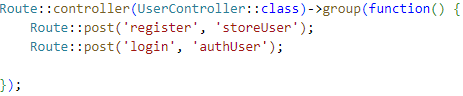 Route::controller(UserController::class)->group(function() {
    Route::post('register', 'storeUser');
    Route::post('login', 'authUser');

});